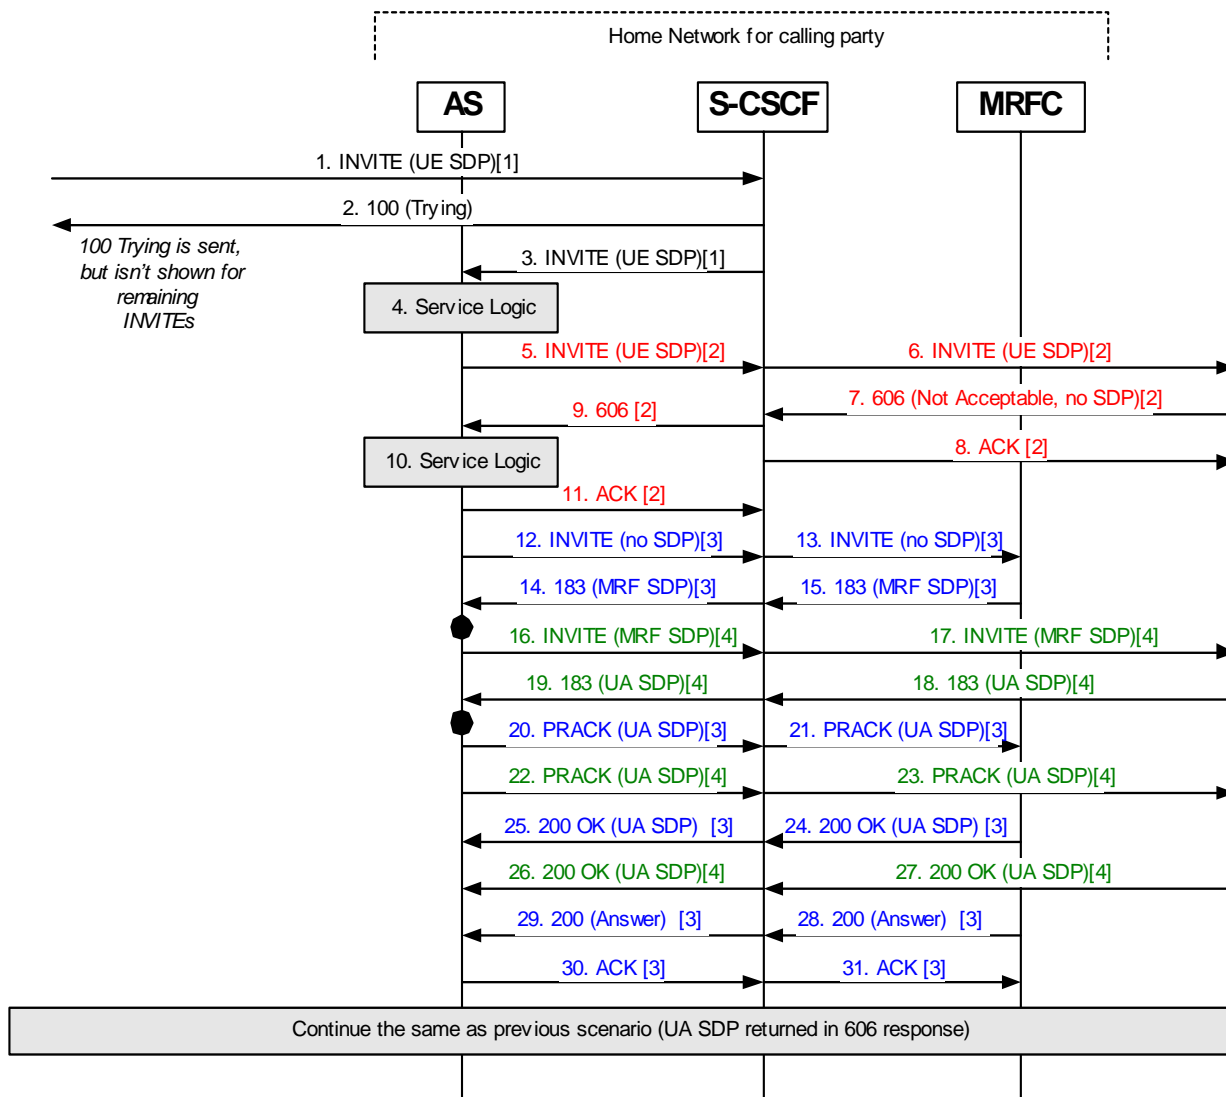 Home Network for calling party
AS
S-CSCF
MRFC
1. INVITE (UE SDP)[1]
2. 100 (Trying)
100 Trying is sent,
but isn't shown for
remaining
INVITEs
3. INVITE (UE SDP)[1]
4. Service Logic
5. INVITE (UE SDP)[2]
6. INVITE (UE SDP)[2]
7. 606 (Not Acceptable, no SDP)[2]
9. 606 [2]
10. Service Logic
8. ACK [2]
11. ACK [2]
12. INVITE (no SDP)[3]
13. INVITE (no SDP)[3]
14. 183 (MRF SDP)[3]
15. 183 (MRF SDP)[3]
16. INVITE (MRF SDP)[4]
17. INVITE (MRF SDP)[4]
19. 183 (UA SDP)[4]
18. 183 (UA SDP)[4]
20. PRACK (UA SDP)[3]
21. PRACK (UA SDP)[3]
22. PRACK (UA SDP)[4]
23. PRACK (UA SDP)[4]
25. 200 OK (UA SDP) [3]
24. 200 OK (UA SDP) [3]
26. 200 OK (UA SDP)[4]
27. 200 OK (UA SDP)[4]
29. 200 (Answer) [3]
28. 200 (Answer) [3]
30. ACK [3]
31. ACK [3]
Continue the same as previous scenario (UA SDP returned in 606 response)